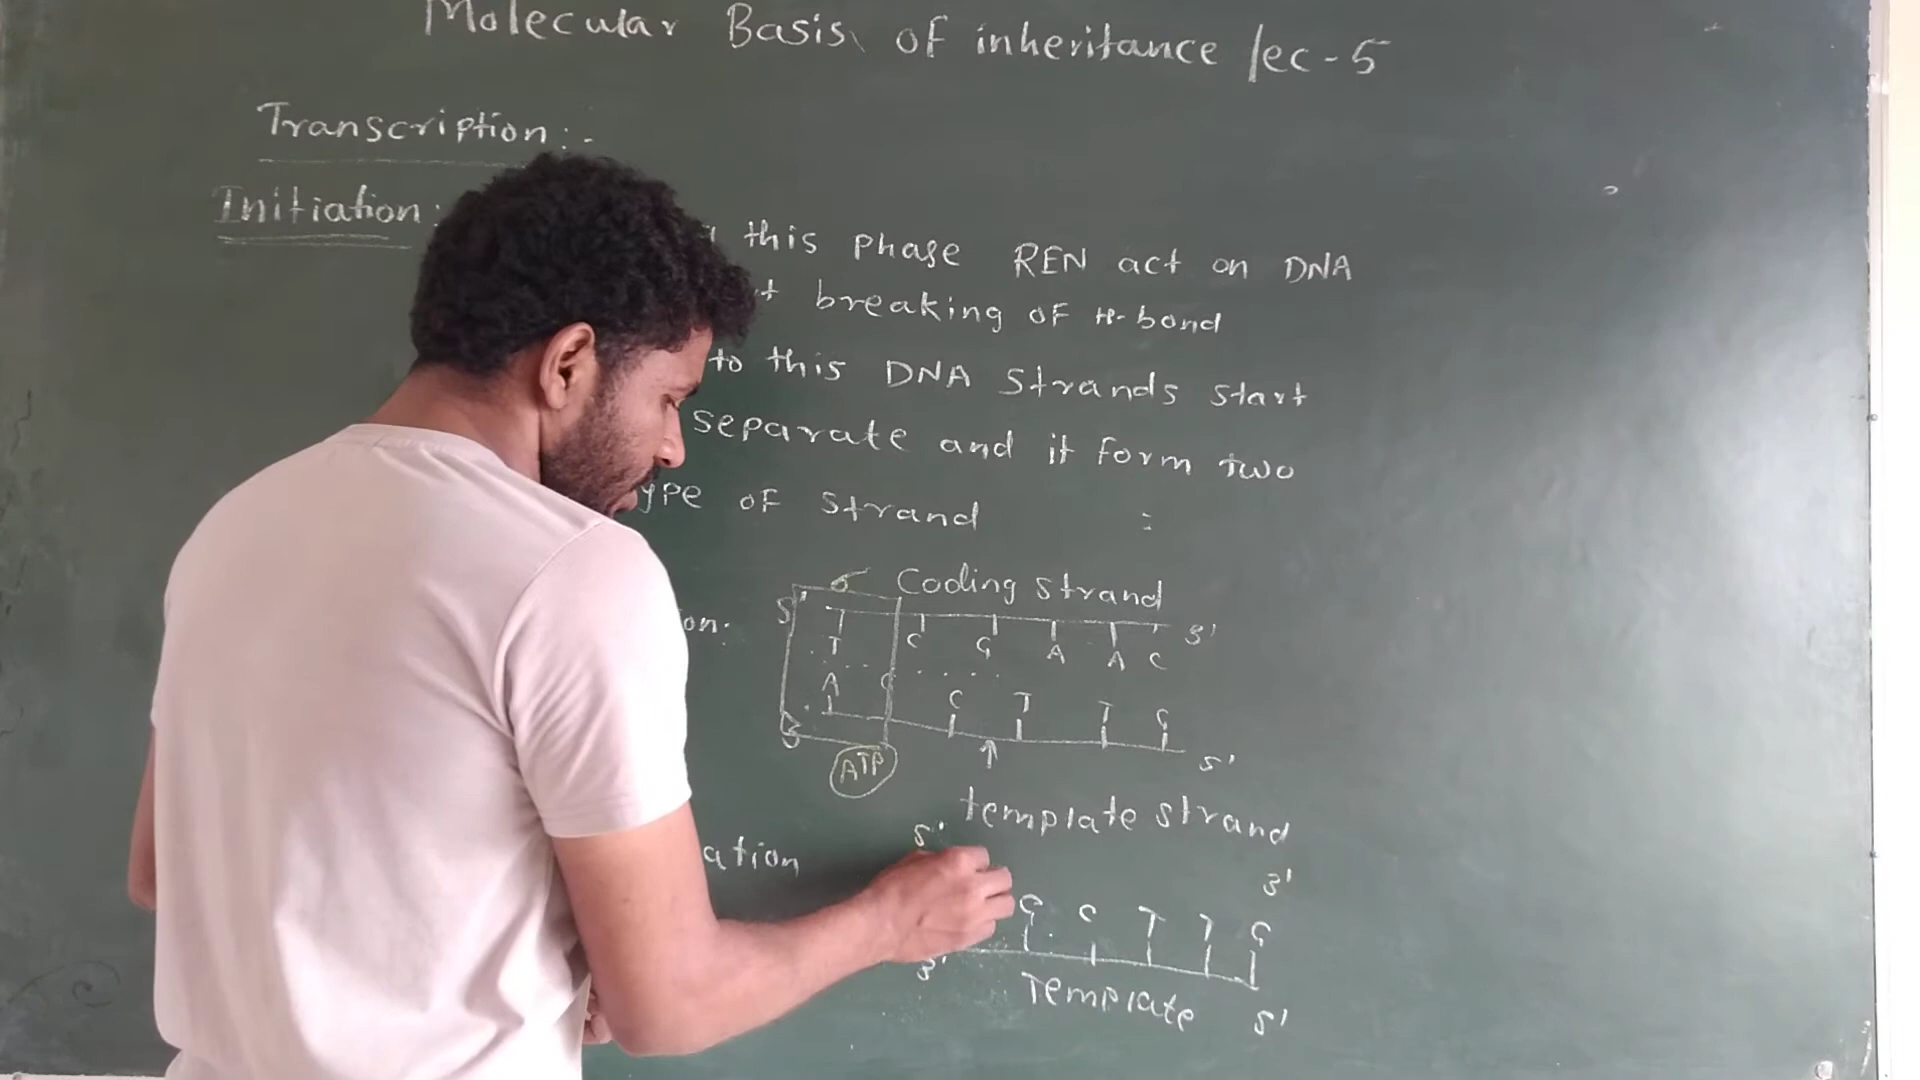 Molecular Basis of inheritance lec-5
Transcription:-
Initiation:
this phase REN act on DNA
breaking of H-bond
to this DNA strands start
separate and it form two
ype of strand :
Coding strand
5' 3'
on.
T C G A A C
A G C T T G
5'
ATP
template strand
5'
ation
3'
G C T T G
3'
Template 5'